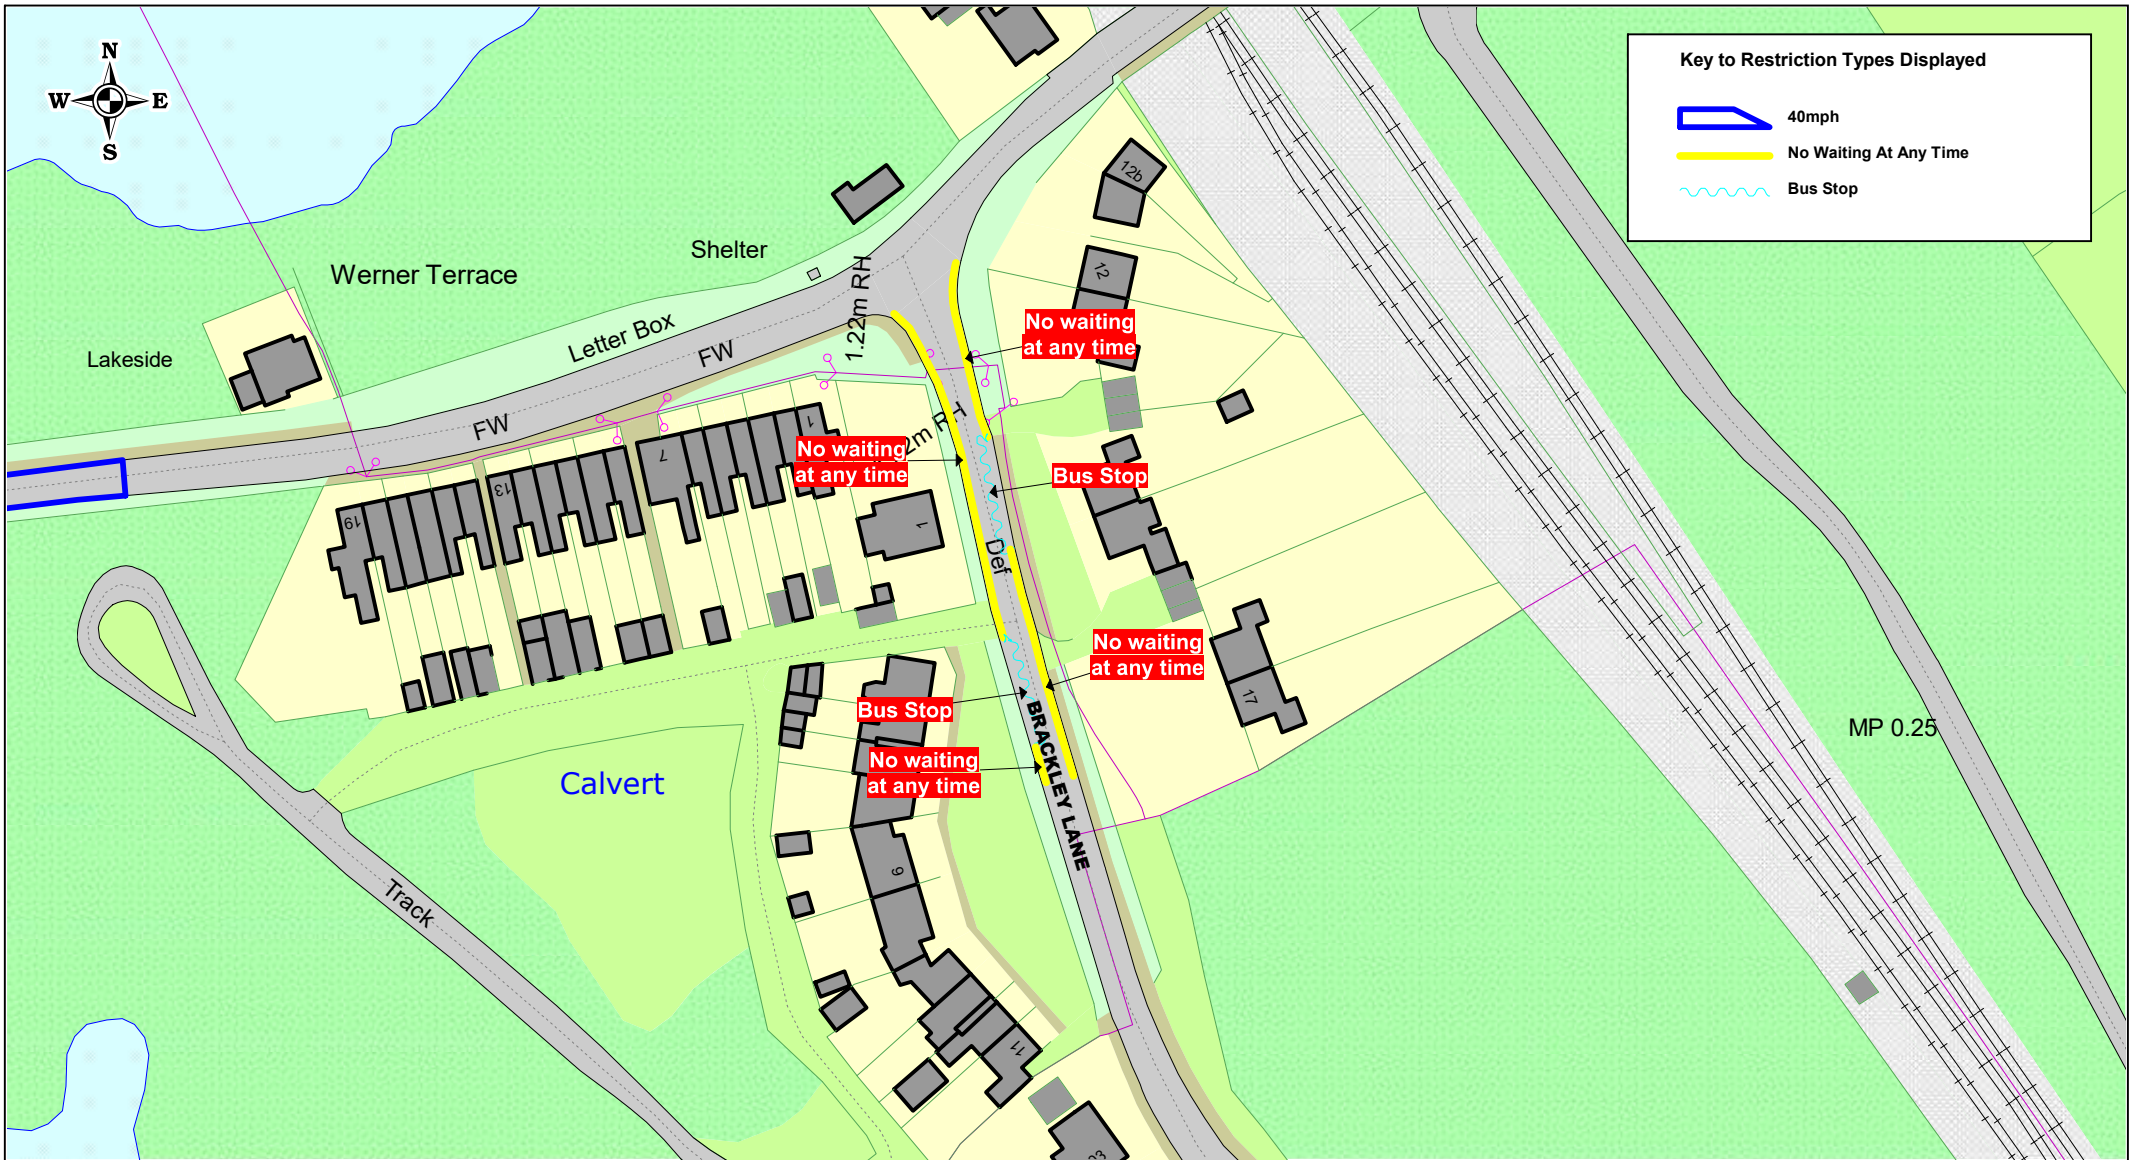 N
W E
S
Key to Restriction Types Displayed
40mph
No Waiting At Any Time
Bus Stop
12b
Shelter
Werner Terrace
12
1.22m RH
No waiting
at any time
Letter Box
FW
Lakeside
FW
1
7
No waiting
at any time
2m RH
Bus Stop
13
19
1
Def
No waiting
at any time
17
Bus Stop
BRACKLEY LANE
MP 0.25
No waiting
at any time
Calvert
9
Track
11
23